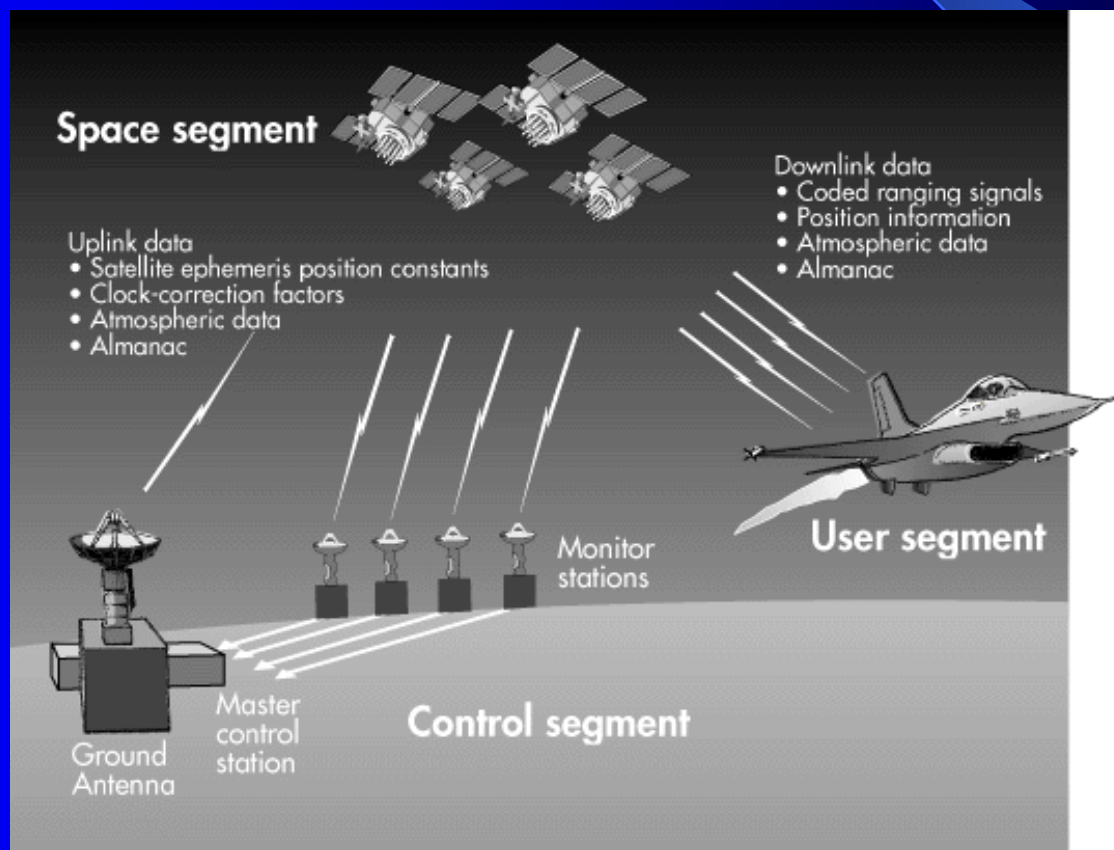 Space segment
Downlink data
• Coded ranging signals
• Position information
• Atmospheric data
• Almanac
Uplink data
• Satellite ephemeris position constants
• Clock-correction factors
• Atmospheric data
• Almanac
User segment
Monitor
stations
Master
control
station
Control segment
Ground
Antenna